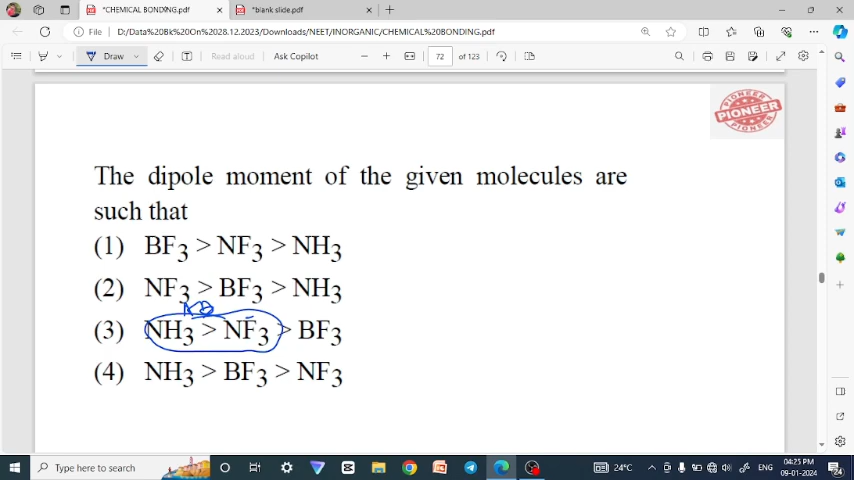 *CHEMICAL BONDING.pdf
*blank slide.pdf
File
D:/Data%20Bk%20On%2028.12.2023/Downloads/NEET/INORGANIC/CHEMICAL%20BONDING.pdf
Draw
Read aloud
Ask Copilot
72 of 123
PIONEER
PIONEER
PIONEER
The dipole moment of the given molecules are
such that
(1) BF3 > NF3 > NH3
(2) NF3 > BF3 > NH3
(3) NH3 > NF3 > BF3
(4) NH3 > BF3 > NF3
Type here to search
24°C
ENG
04:25 PM
09-01-2024
24